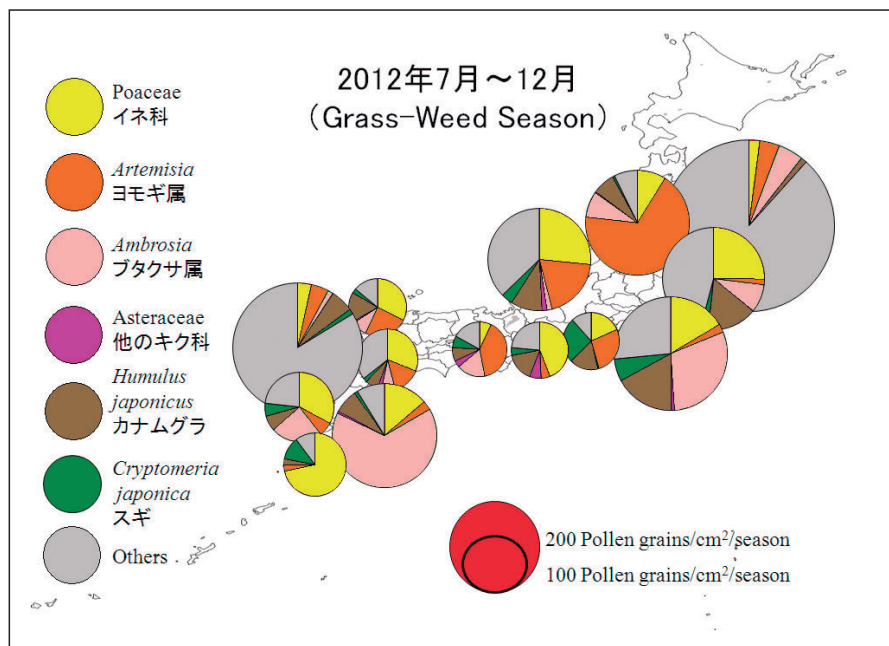 2012年7月～12月
(Grass-Weed Season)
Poaceae
イネ科
Artemisia
ヨモギ属
Ambrosia
ブタクサ属
Asteraceae
他のキク科
Humulus
japonicus
カナムグラ
Cryptomeria
japonica
スギ
Others
200 Pollen grains/cm²/season
100 Pollen grains/cm²/season